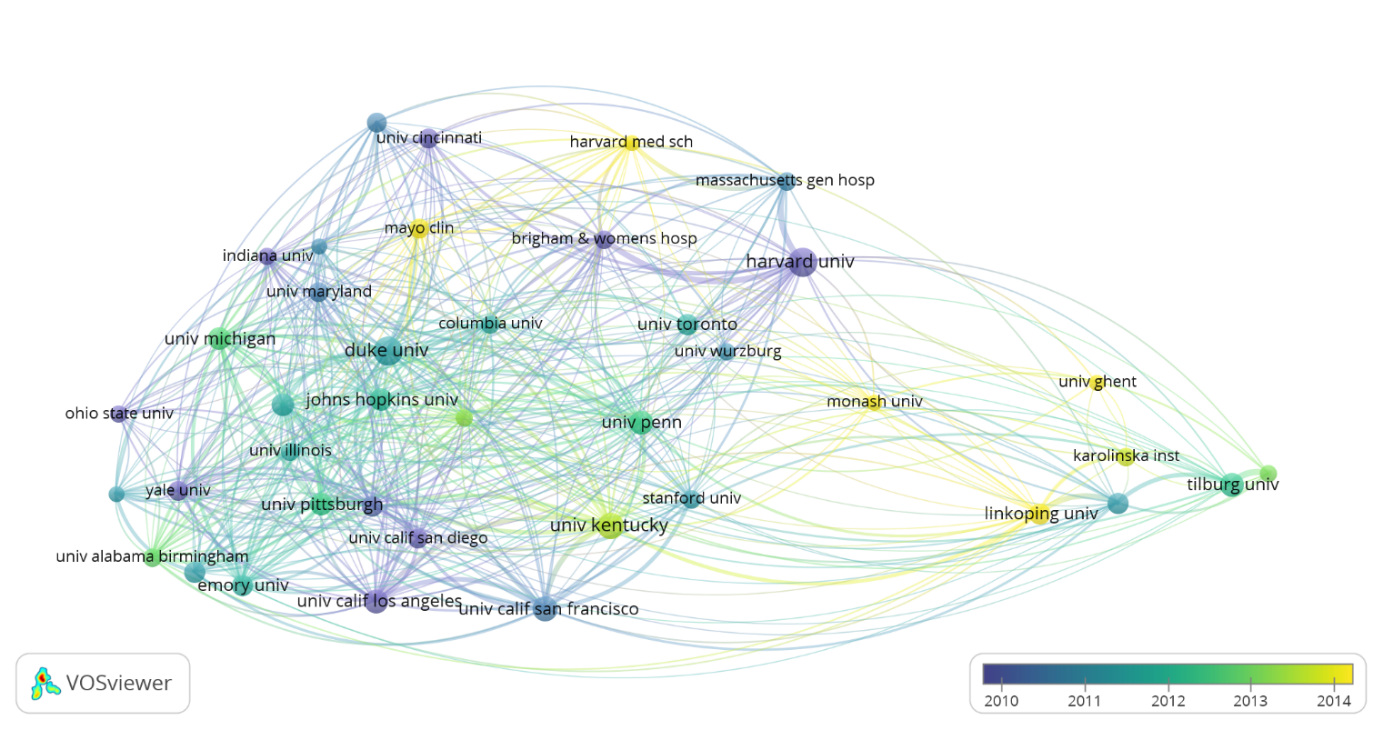 univ cincinnati
harvard med sch
massachusetts gen hosp
mayo clin
brigham & womens hosp
indiana univ
harvard univ
univ maryland
columbia univ
univ toronto
univ michigan
duke univ
univ wurzburg
univ ghent
johns hopkins univ
monash univ
ohio state univ
univ penn
univ illinois
karolinska inst
yale univ
tilburg univ
univ pittsburgh
stanford univ
linkoping univ
univ kentucky
univ calif san diego
univ alabama birmingham
emory univ
univ calif los angeles
univ calif san francisco
VOSviewer
2010 2011 2012 2013 2014